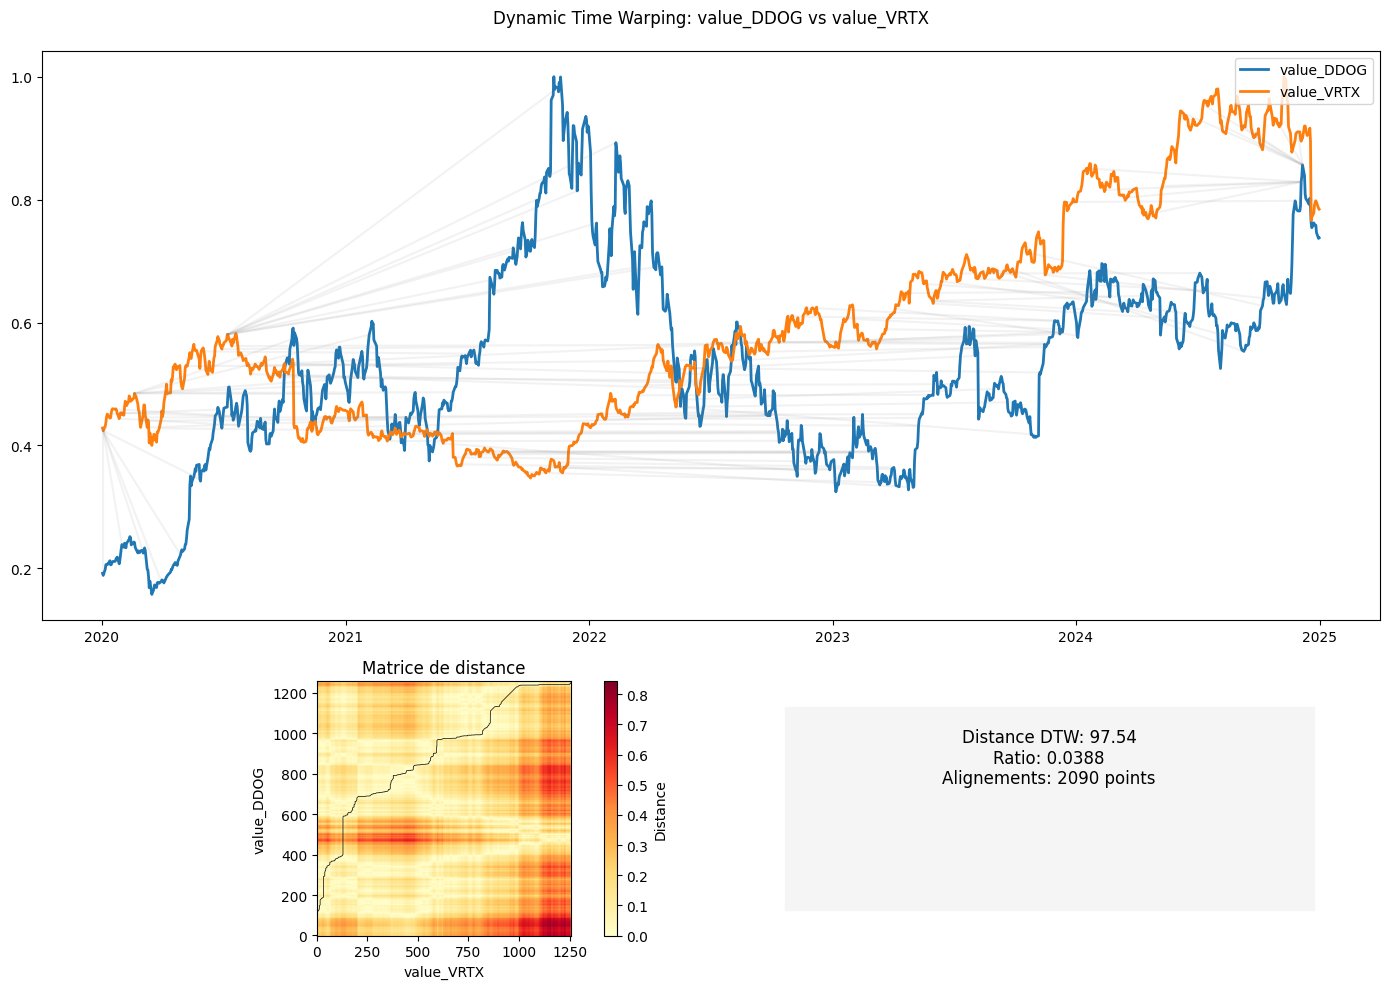 Dynamic Time Warping: value_DDOG vs value_VRTX
1.0
0.8
0.6
0.4
0.2
value_DDOG
value_VRTX
2020 2021 2022 2023 2024 2025
Matrice de distance
1200
1000
800
600
400
200
0
value_DDOG
0 250 500 750 1000 1250
value_VRTX
0.8
0.7
0.6
0.5
0.4
0.3
0.2
0.1
0.0
Distance
Distance DTW: 97.54
Ratio: 0.0388
Alignements: 2090 points